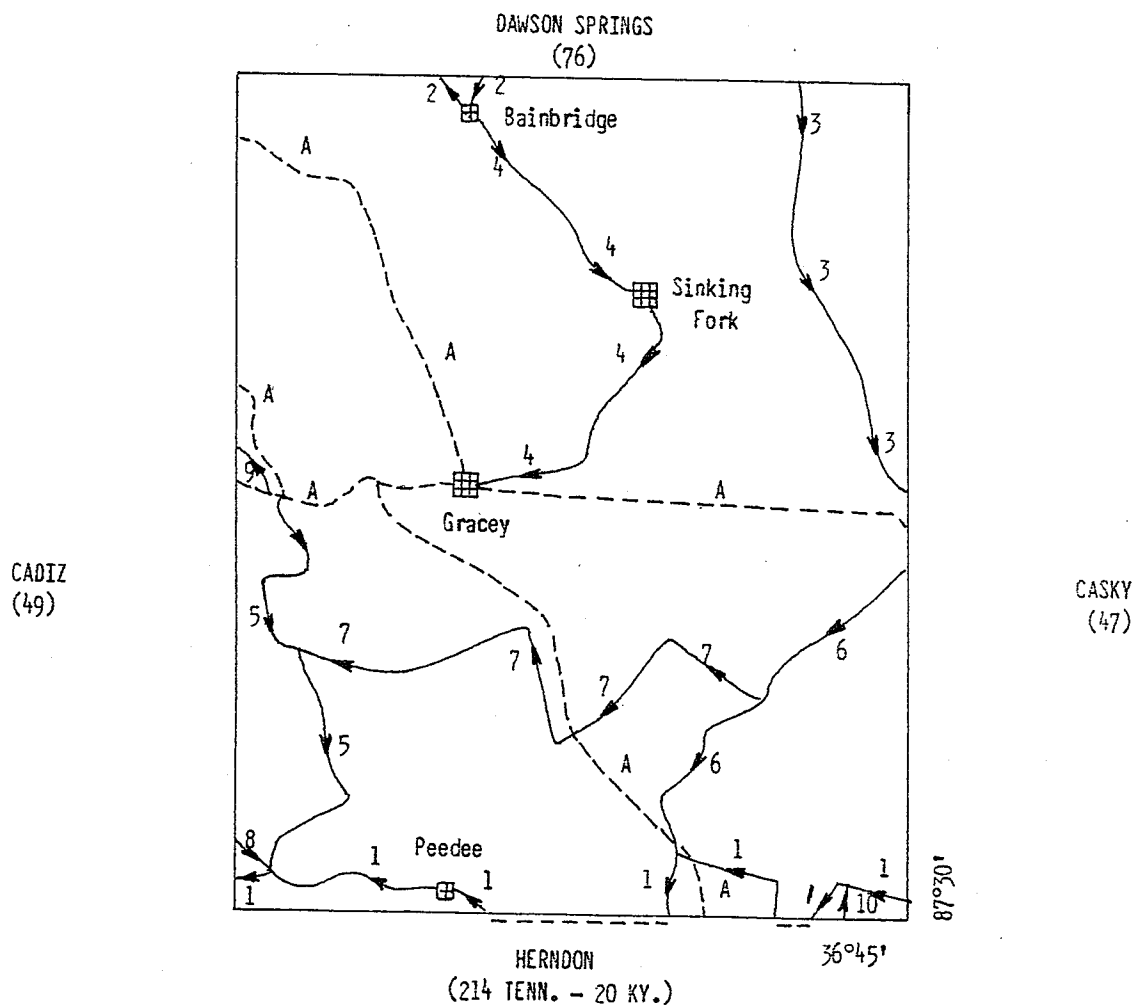 DAWSON SPRINGS
(76)
2 2
Bainbridge
3
A
4
4
3
Sinking
Fork
A
4
A
3
4
9
A
A
Gracey
CADIZ
(49)
CASKY
(47)
5
7
6
7
7
7
5
A
6
8
Peedee
1
1
1
1
1
1
A
1
10
87°30'
36°45'
HERNDON
(214 TENN. - 20 KY.)